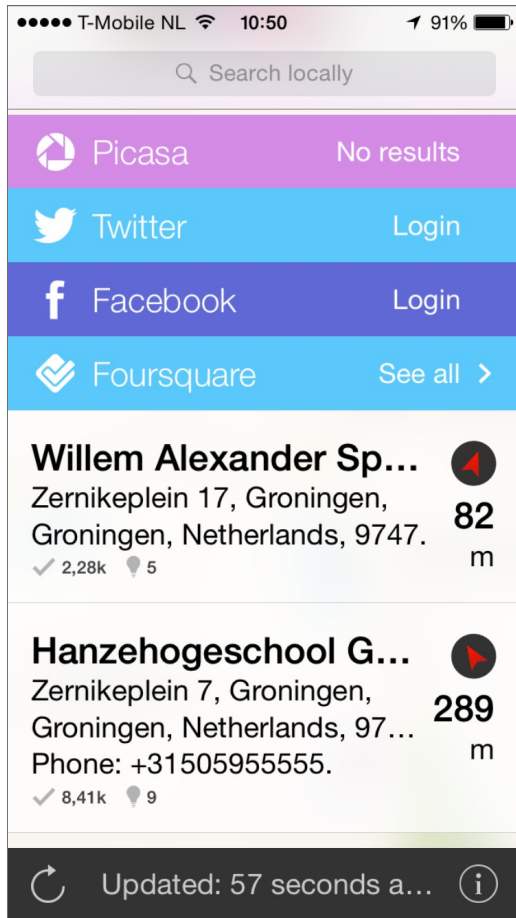 T-Mobile NL 10:50 91%
Search locally
Picasa No results
Twitter Login
Facebook Login
Foursquare See all
Willem Alexander Sp...
Zernikeplein 17, Groningen,
Groningen, Netherlands, 9747.
2,28k 5
82
m
Hanzehogeschool G...
Zernikeplein 7, Groningen,
Groningen, Netherlands, 97...
Phone: +31505955555.
8,41k 9
289
m
Updated: 57 seconds a...